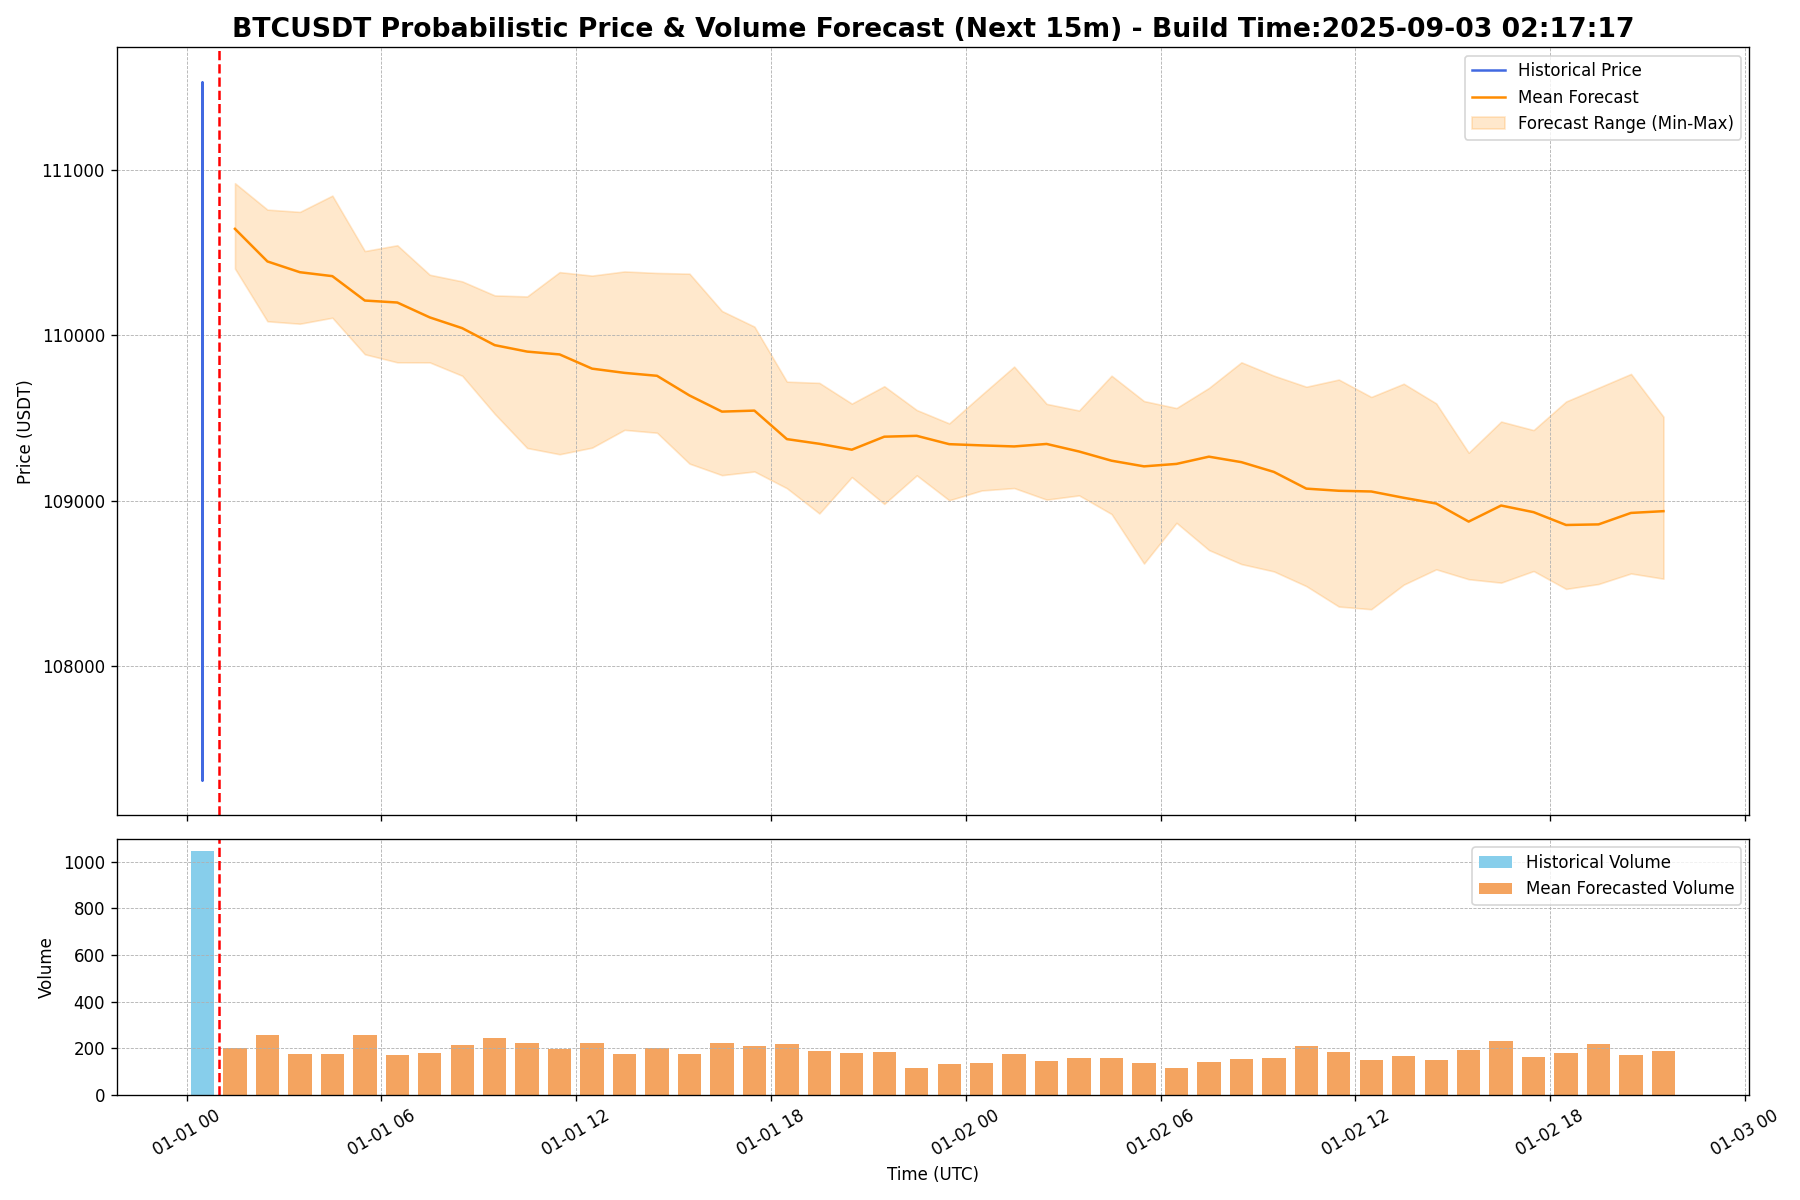 BTCUSDT Probabilistic Price & Volume Forecast (Next 15m) - Build Time:2025-09-03 02:17:17
Historical Price
Mean Forecast
Forecast Range (Min-Max)
111000
110000
109000
108000
Price (USDT)
Historical Volume
Mean Forecasted Volume
1000
800
600
400
200
0
Volume
01-01 00
01-01 06
01-01 12
01-01 18
01-02 00
01-02 06
01-02 12
01-02 18
01-03 00
Time (UTC)